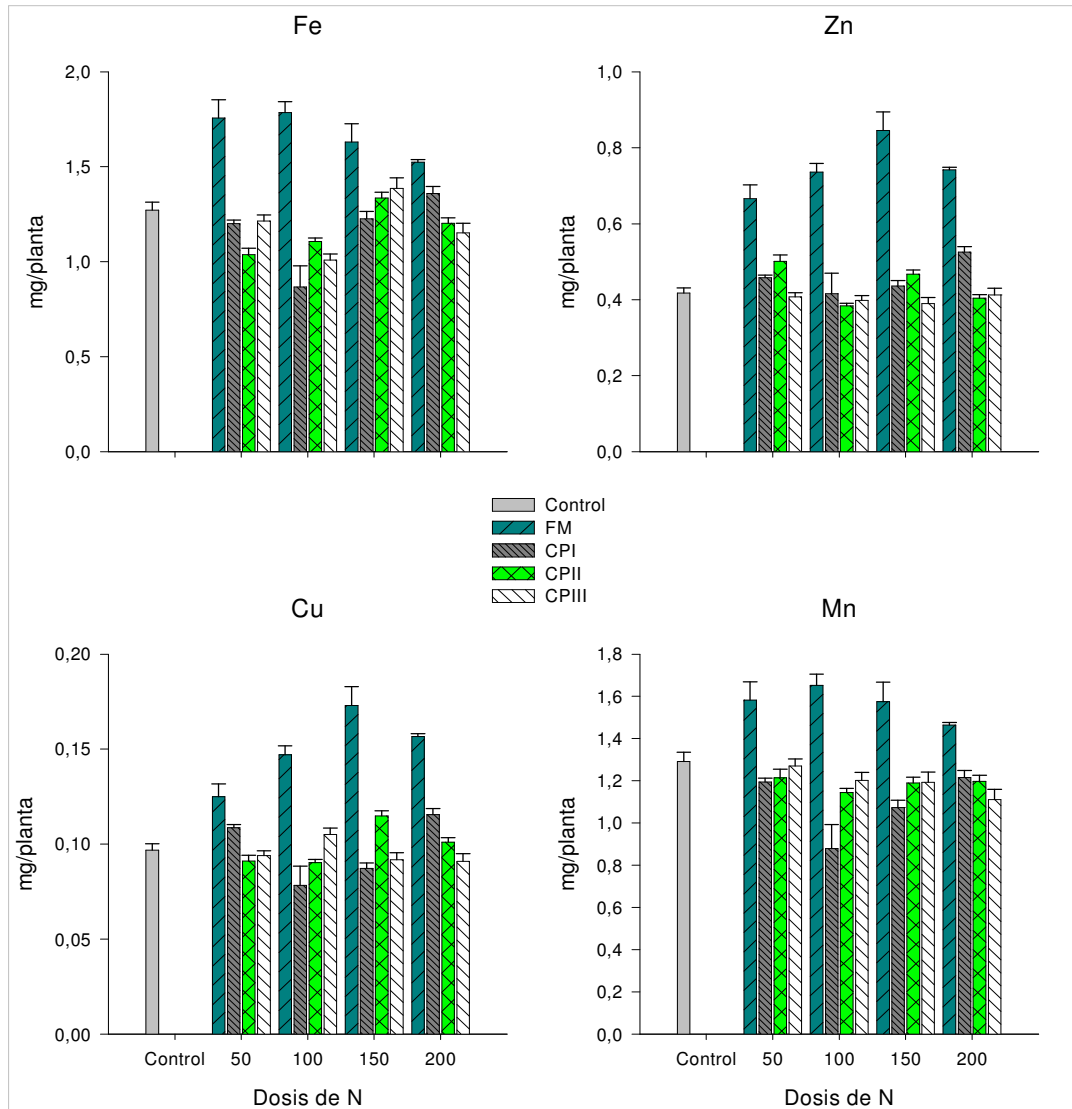 Fe
Zn
mg/planta
2,0
1,5
1,0
0,5
0,0
mg/planta
1,0
0,8
0,6
0,4
0,2
0,0
Control
FM
CPI
CPII
CPIII
Cu
Mn
mg/planta
0,20
0,15
0,10
0,05
0,00
Control 50 100 150 200
Dosis de N
mg/planta
1,8
1,6
1,4
1,2
1,0
0,8
0,6
0,4
0,2
0,0
Control 50 100 150 200
Dosis de N